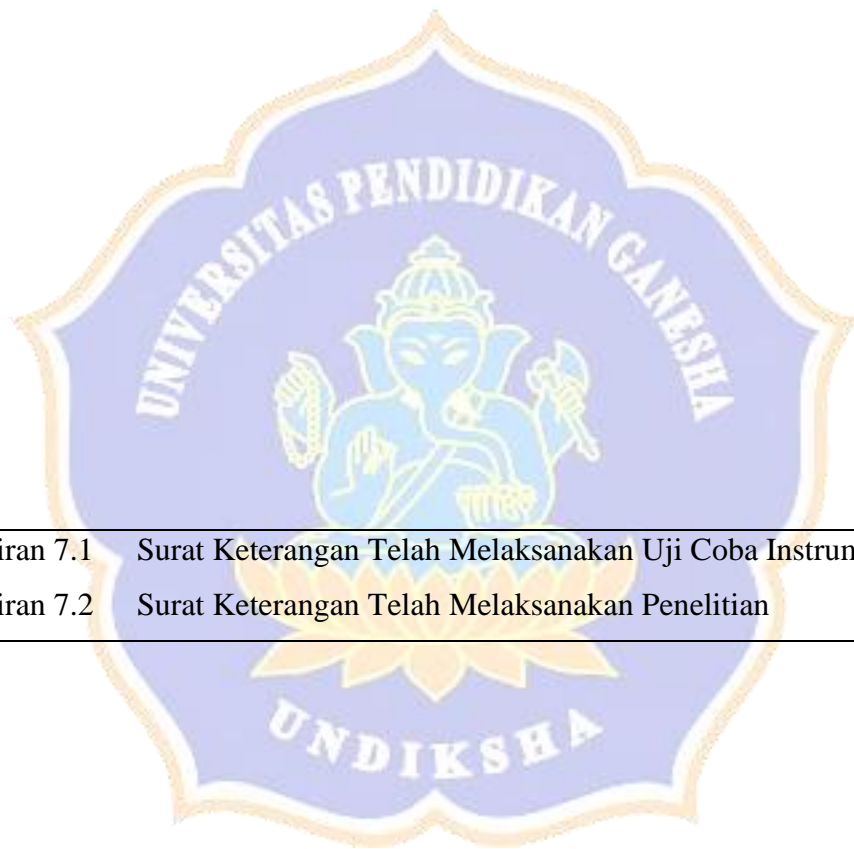 UNIVERSITAS PENDIDIKAN GANESHA
iran 7.1 Surat Keterangan Telah Melaksanakan Uji Coba Instrun
iran 7.2 Surat Keterangan Telah Melaksanakan Penelitian
UNDIKSHA